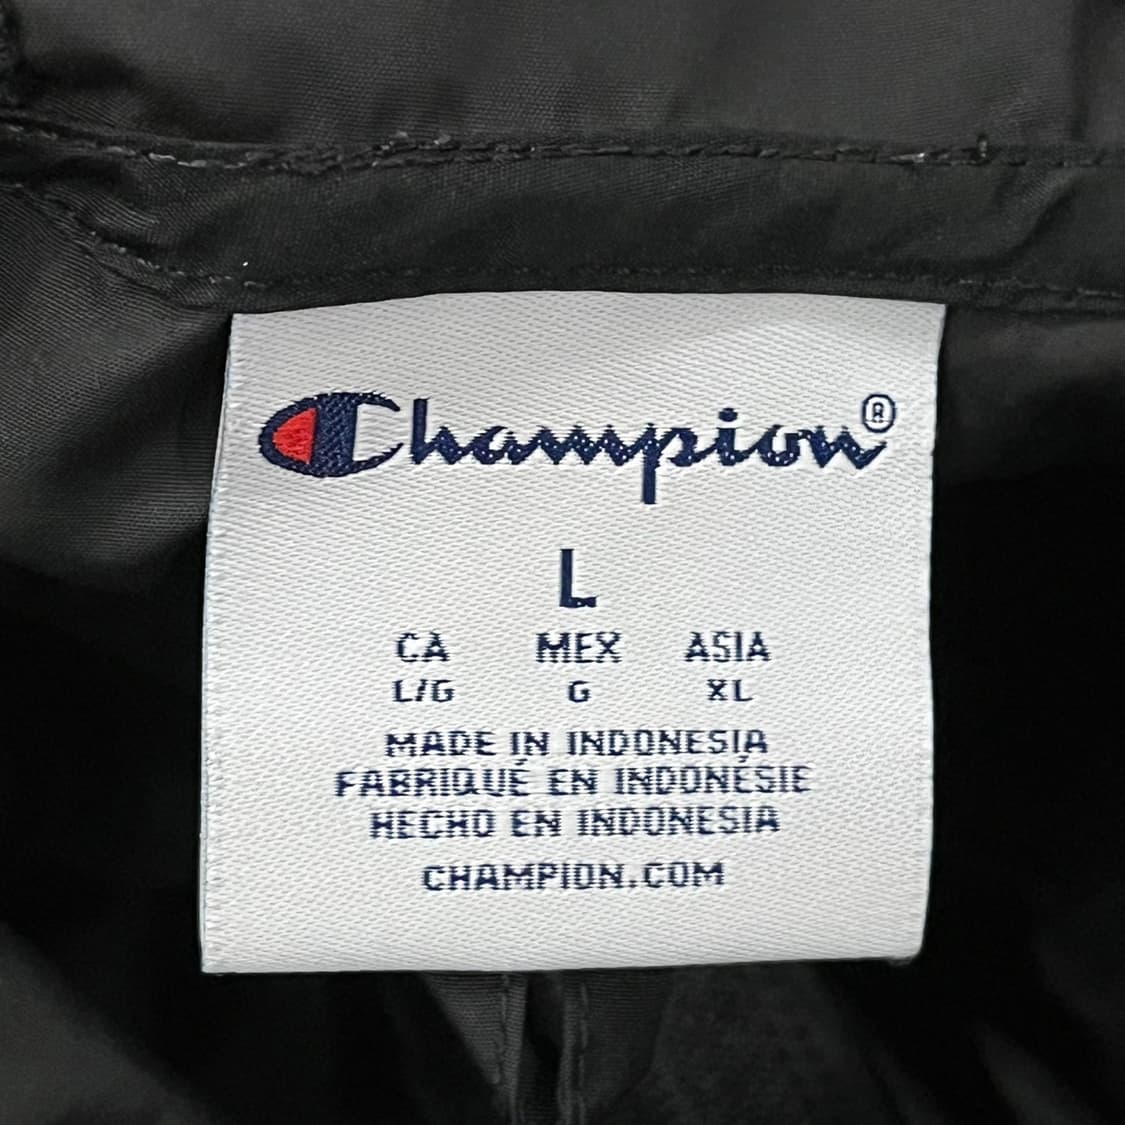 Champion®
L
CA MEX ASIA
L/G G XL
MADE IN INDONESIA
FABRIQUÉ EN INDONÉSIE
HECHO EN INDONESIA
CHAMPION.COM